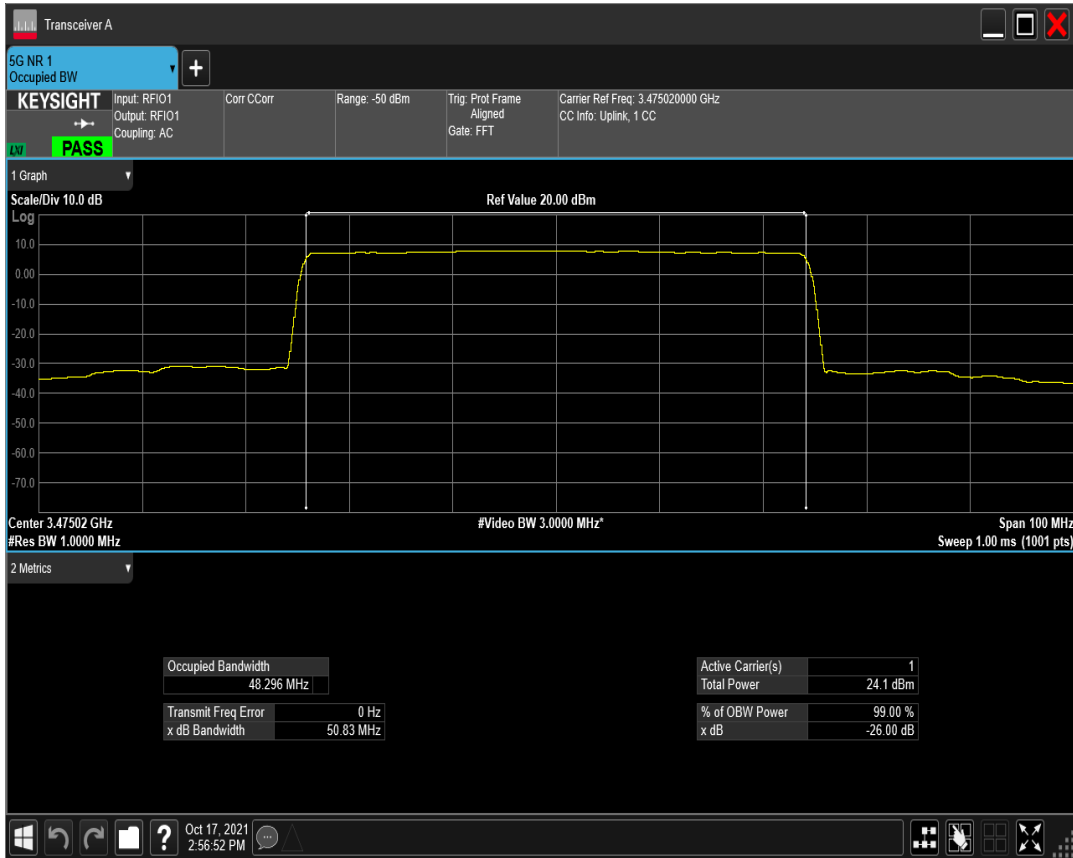 Transceiver A
5G NR 1
Occupied BW
KEYSIGHT
LXI
PASS
Input: RFIO1
Output: RFIO1
Coupling: AC
Corr CCorr
Range: -50 dBm
Trig: Prot Frame
Aligned
Gate: FFT
Carrier Ref Freq: 3.475020000 GHz
CC Info: Uplink, 1 CC
1 Graph
Scale/Div 10.0 dB
Ref Value 20.00 dBm
Log
10.0
0.00
-10.0
-20.0
-30.0
-40.0
-50.0
-60.0
-70.0
Center 3.47502 GHz
#Video BW 3.0000 MHz*
Span 100 MHz
#Res BW 1.0000 MHz
Sweep 1.00 ms (1001 pts)
2 Metrics
Occupied Bandwidth
48.296 MHz
Transmit Freq Error 0 Hz
x dB Bandwidth 50.83 MHz
Active Carrier(s) 1
Total Power 24.1 dBm
% of OBW Power 99.00 %
x dB -26.00 dB
?
Oct 17, 2021
2:56:52 PM